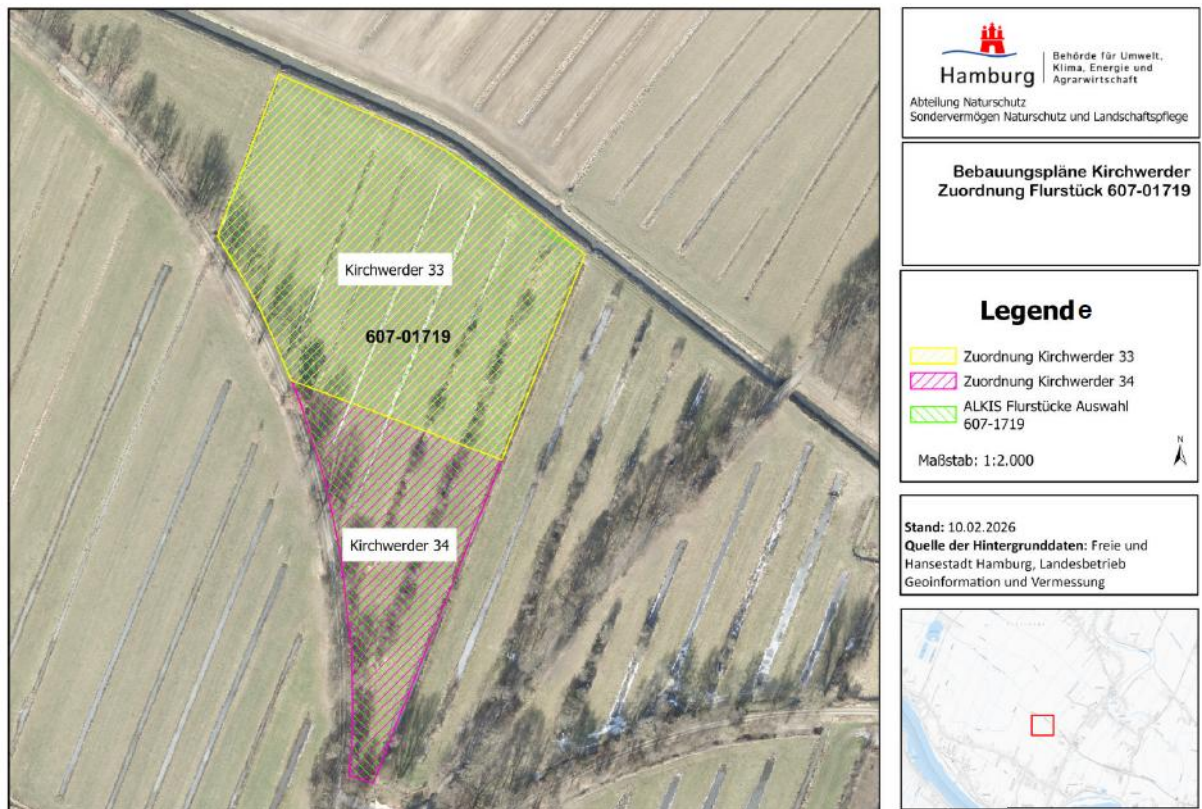 Kirchwerder 33
607-01719
Kirchwerder 34
Hamburg
Behörde für Umwelt,
Klima, Energie und
Agrarwirtschaft
Abteilung Naturschutz
Sondervermögen Naturschutz und Landschaftspflege
Bebauungspläne Kirchwerder
Zuordnung Flurstück 607-01719
Legende
Zuordnung Kirchwerder 33
Zuordnung Kirchwerder 34
ALKIS Flurstücke Auswahl
607-1719
Maßstab: 1:2.000
N
Stand: 10.02.2026
Quelle der Hintergrunddaten: Freie und
Hansestadt Hamburg, Landesbetrieb
Geoinformation und Vermessung